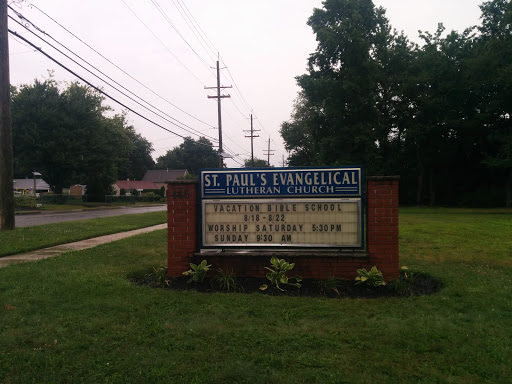 ST. PAUL'S EVANGELICAL
LUTHERAN CHURCH
VACATION BIBLE SCHOOL
8/18 - 8/22
WORSHIP SATURDAY 5:30PM
SUNDAY 9:30 AM